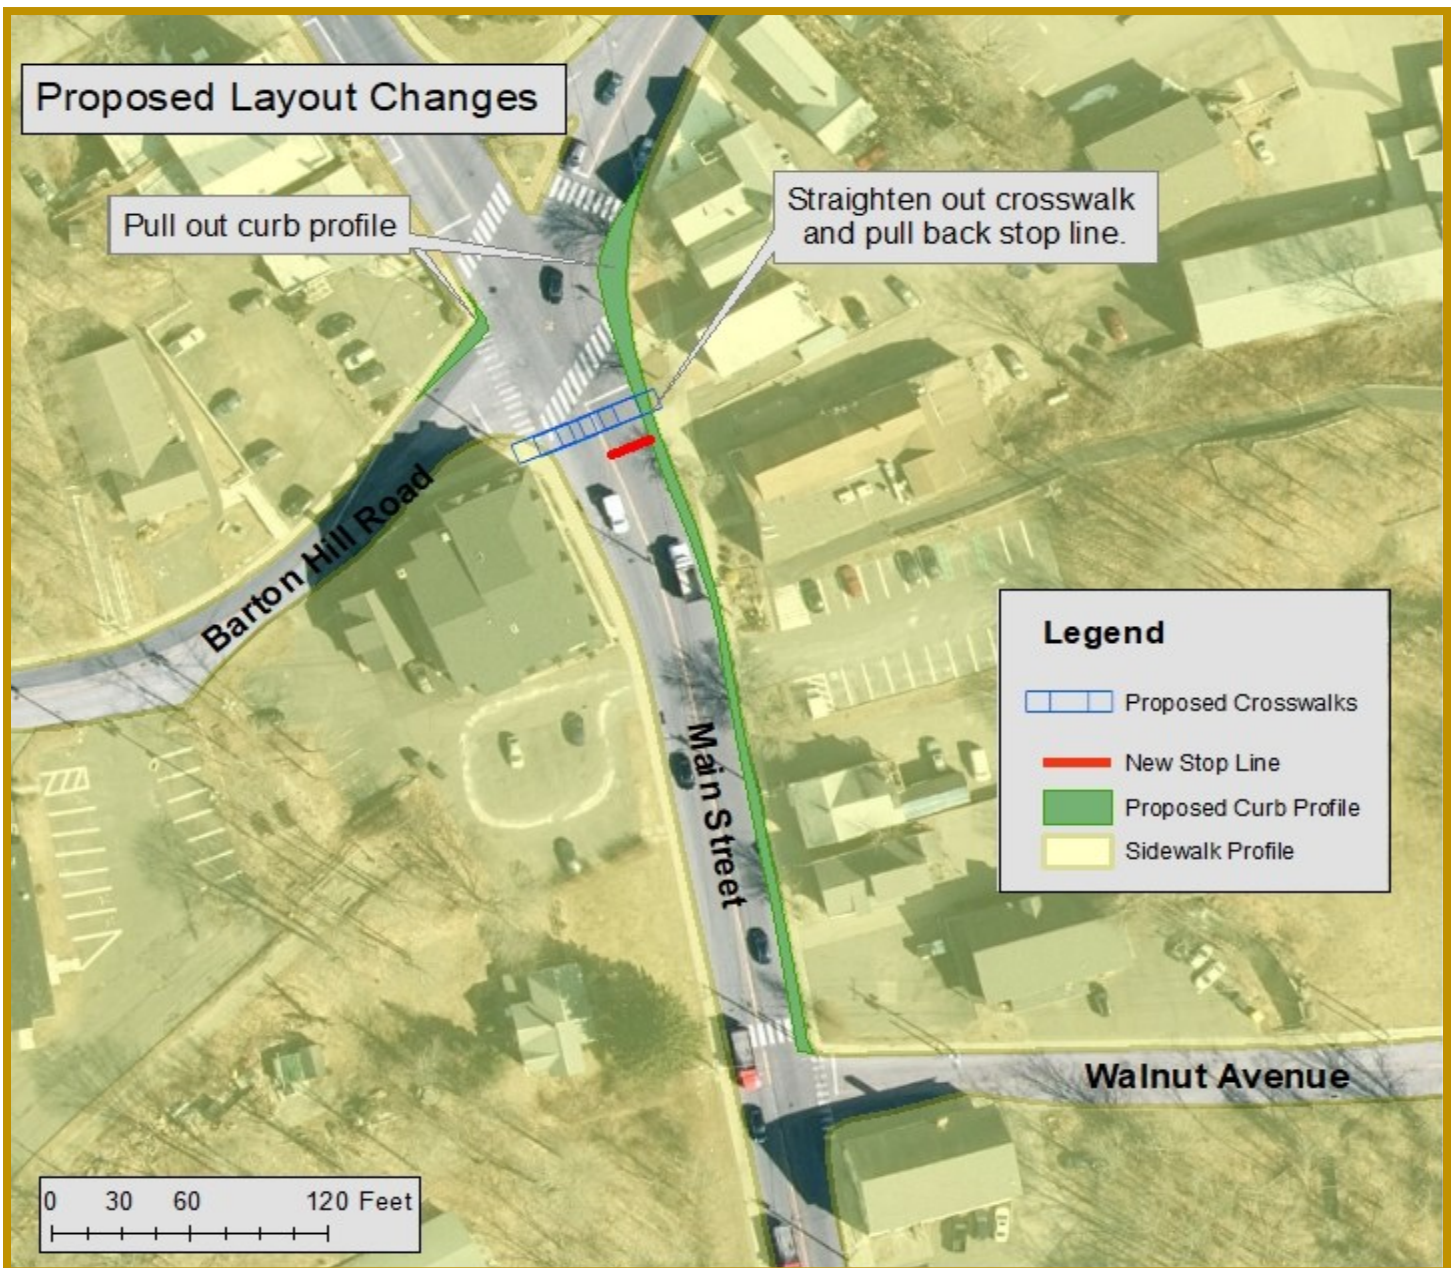 Proposed Layout Changes
Pull out curb profile
Straighten out crosswalk
and pull back stop line.
Barton Hill Road
Main Street
Legend
Proposed Crosswalks
New Stop Line
Proposed Curb Profile
Sidewalk Profile
Walnut Avenue
0 30 60 120 Feet